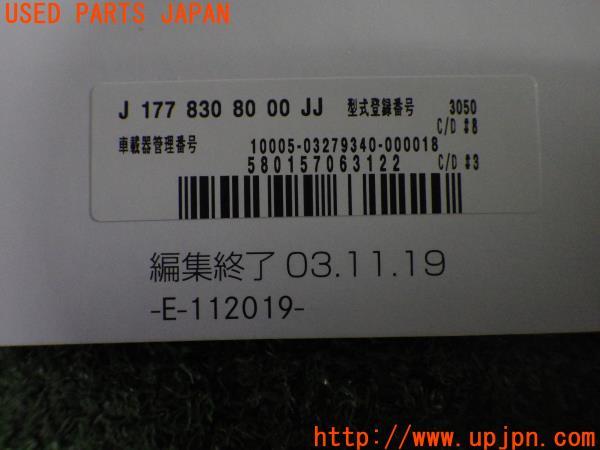 USED PARTS JAPAN
J 177 830 80 00 JJ 型式登録番号 3050
C/D #8
車載器管理番号 10005-03279340-000018
580157063122 C/D #3
編集終了 03.11.19
-E-112019-
http://www.upjpn.com/